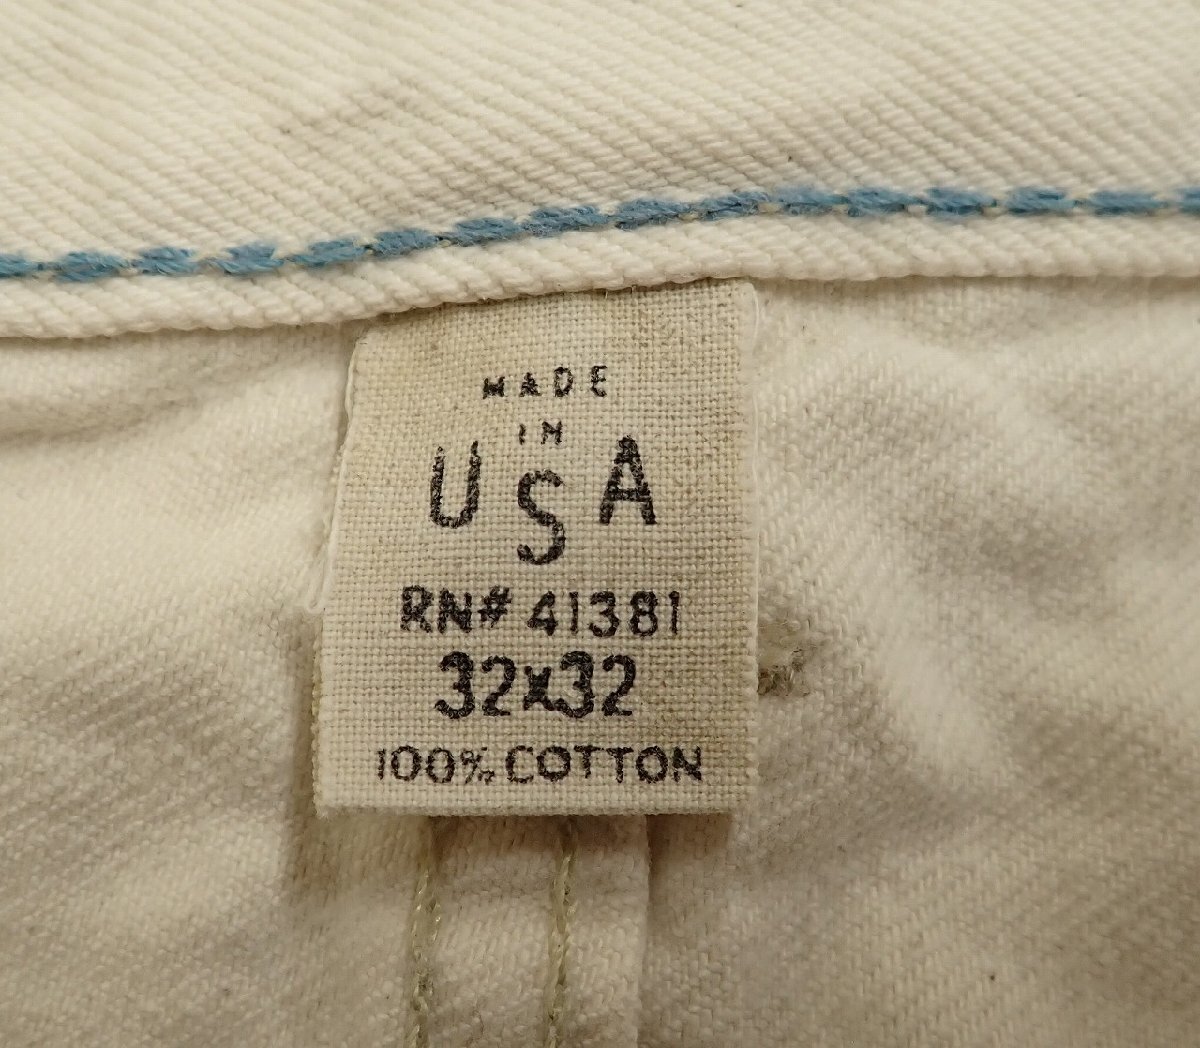 MADE
IN
USA
RN# 41381
32x32
100% COTTON